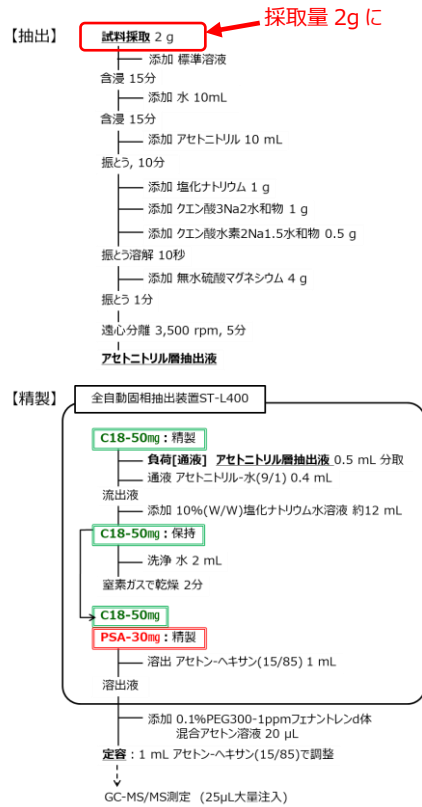 採取量 2g に
【抽出】
試料採取 2 g
添加 標準溶液
含浸 15分
添加 水 10mL
含浸 15分
添加 アセトニトリル 10 mL
振とう, 10分
添加 塩化ナトリウム 1 g
添加 クエン酸3Na2水和物 1 g
添加 クエン酸水素2Na1.5水和物 0.5 g
振とう溶解 10秒
添加 無水硫酸マグネシウム 4 g
振とう 1分
遠心分離 3,500 rpm, 5分
アセトニトリル層抽出液
【精製】
全自動固相抽出装置ST-L400
C18-50mg：精製
負荷[通液] アセトニトリル層抽出液 0.5 mL 分取
通液 アセトニトリル-水(9/1) 0.4 mL
流出液
添加 10%(W/W)塩化ナトリウム水溶液 約12 mL
C18-50mg：保持
洗浄 水 2 mL
窒素ガスで乾燥 2分
C18-50mg
PSA-30mg：精製
溶出 アセトン-ヘキサン(15/85) 1 mL
溶出液
添加 0.1%PEG300-1ppmフェナントレンd体
混合アセトン溶液 20 μL
定容：1 mL アセトン-ヘキサン(15/85)で調整
GC-MS/MS測定 (25μL大量注入)